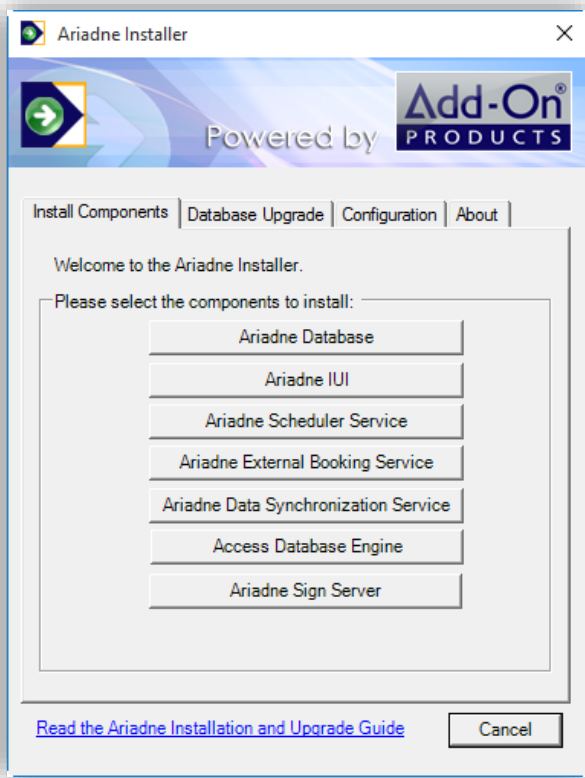 Ariadne Installer
Powered by
Add-On®
PRODUCTS
Install Components Database Upgrade Configuration About
Welcome to the Ariadne Installer.
Please select the components to install:
Ariadne Database
Ariadne IUI
Ariadne Scheduler Service
Ariadne External Booking Service
Ariadne Data Synchronization Service
Access Database Engine
Ariadne Sign Server
Read the Ariadne Installation and Upgrade Guide Cancel